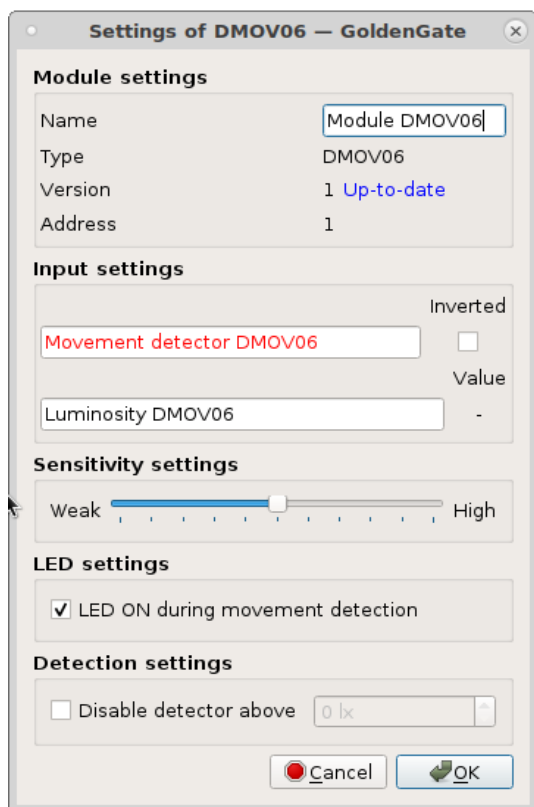 Settings of DMOV06 — GoldenGate
Module settings
Name Module DMOV06
Type DMOV06
Version 1 Up-to-date
Address 1
Input settings
Inverted
Movement detector DMOV06
Value
Luminosity DMOV06 -
Sensitivity settings
Weak High
LED settings
LED ON during movement detection
Detection settings
Disable detector above 0 lx
Cancel OK